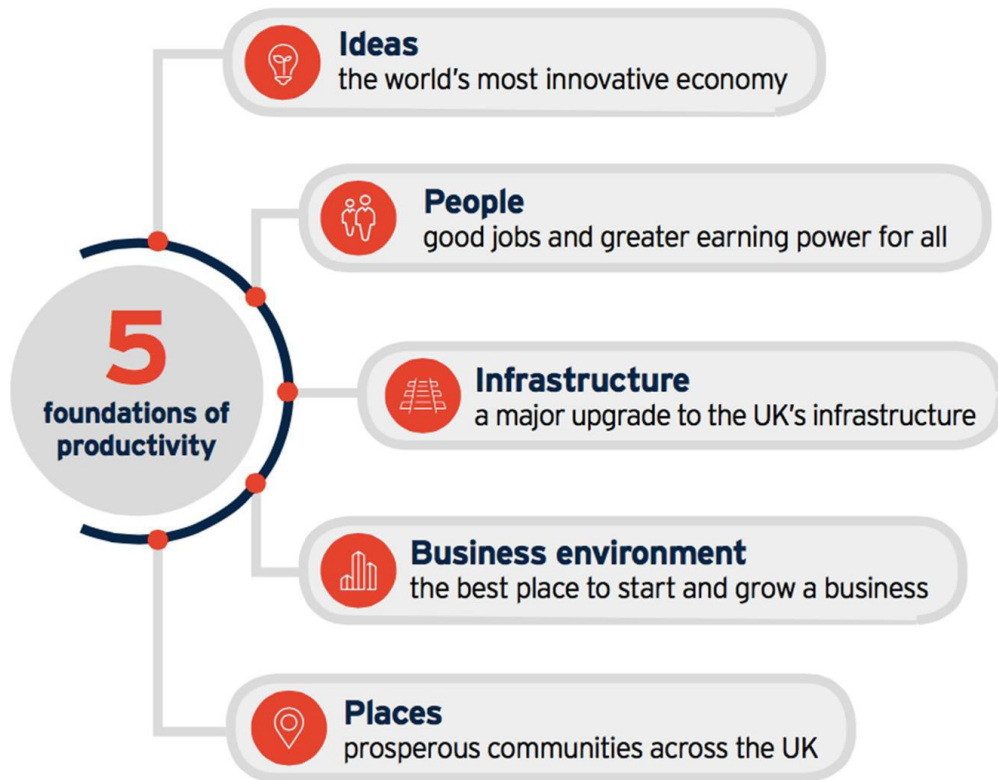 Ideas
the world's most innovative economy
People
good jobs and greater earning power for all
5
foundations of
productivity
Infrastructure
a major upgrade to the UK's infrastructure
Business environment
the best place to start and grow a business
Places
prosperous communities across the UK